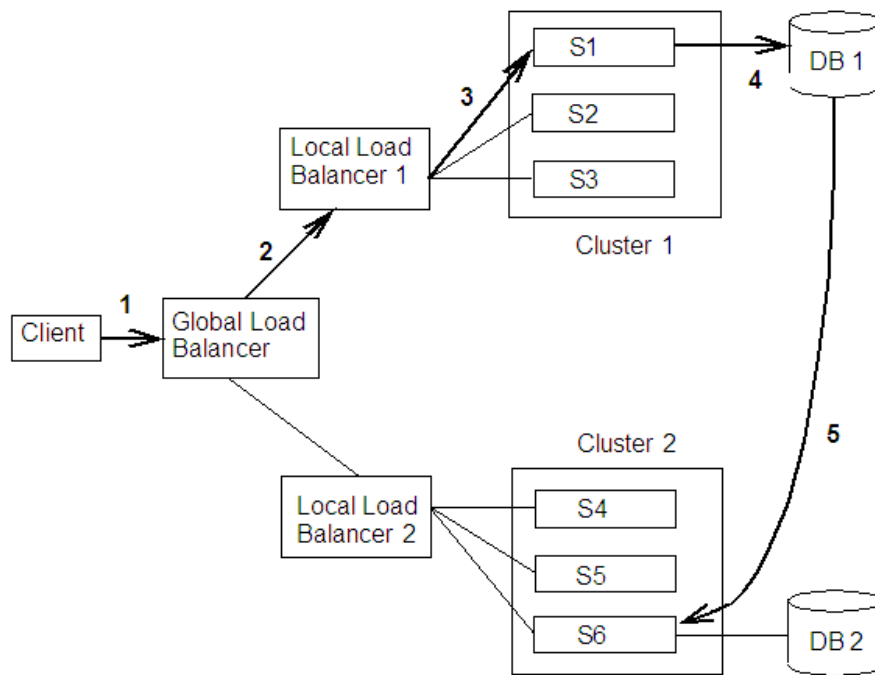 S1
DB 1
4
3
S2
Local Load
Balancer 1
S3
2
Cluster 1
1
Global Load
Balancer
Client
Cluster 2
5
Local Load
Balancer 2
S4
S5
S6
DB 2